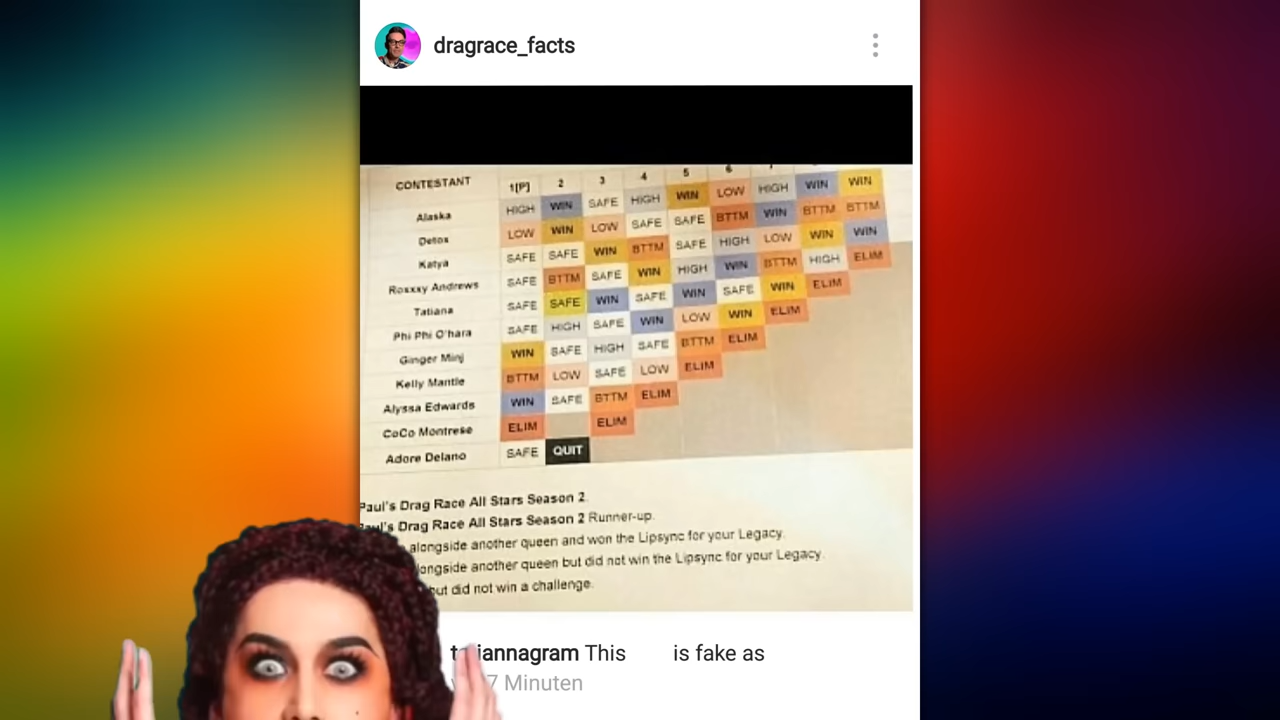 dragrace_facts
CONTESTANT 1[P] 2 3 4 5 6
Alaska HIGH WIN SAFE HIGH WIN LOW HIGH WIN WIN
Detox LOW WIN LOW SAFE SAFE BTTM WIN BTTM BTTM
Katya SAFE SAFE WIN BTTM SAFE HIGH LOW WIN WIN
Roxxxy Andrews SAFE BTTM SAFE WIN HIGH WIN BTTM HIGH ELIM
Tatiana SAFE SAFE WIN SAFE WIN SAFE WIN ELIM
Phi Phi O'hara SAFE HIGH SAFE WIN LOW WIN ELIM
Ginger Minj WIN SAFE HIGH SAFE BTTM ELIM
Kelly Mantle BTTM LOW SAFE LOW ELIM
Alyssa Edwards WIN SAFE BTTM ELIM
CoCo Montrese ELIM ELIM
Adore Delano SAFE QUIT
Paul's Drag Race All Stars Season 2.
Paul's Drag Race All Stars Season 2 Runner-up.
alongside another queen and won the Lipsync for your Legacy.
longside another queen but did not win the Lipsync for your Legacy.
but did not win a challenge.
iannagram This is fake as
7 Minuten